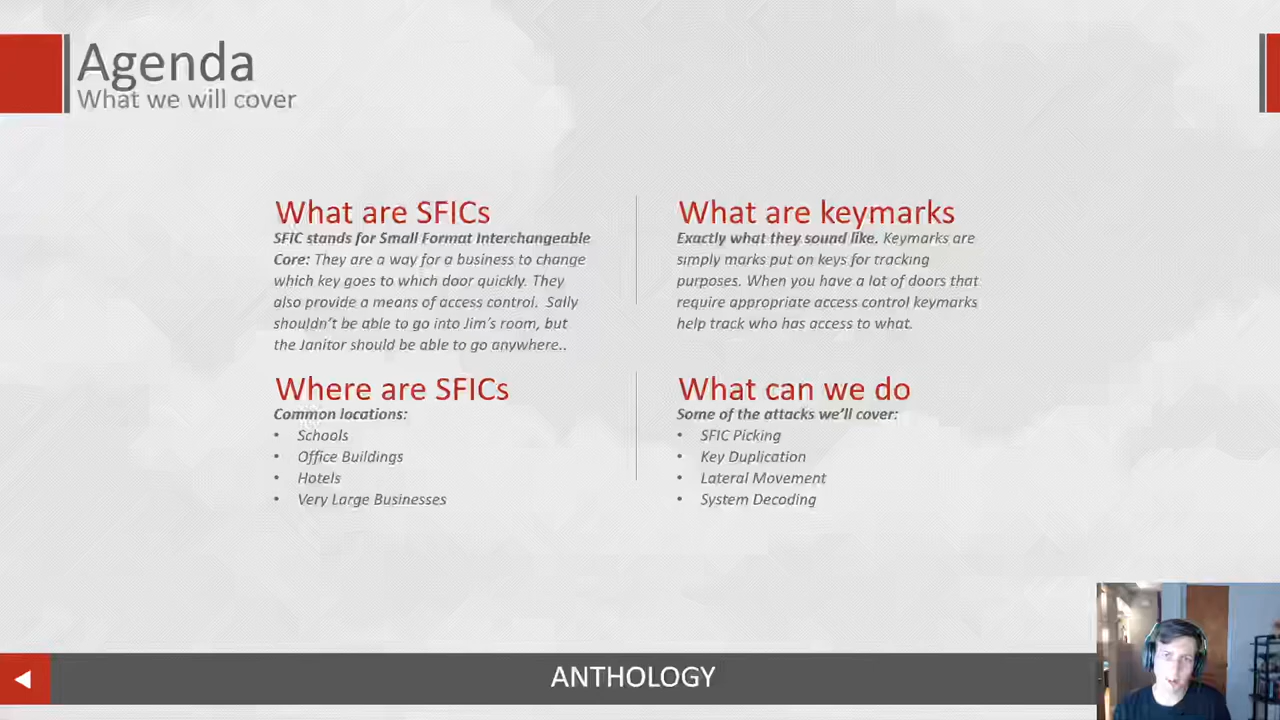 Agenda
What we will cover
What are SFICs
SFIC stands for Small Format Interchangeable
Core: They are a way for a business to change
which key goes to which door quickly. They
also provide a means of access control.  Sally
shouldn't be able to go into Jim's room, but
the Janitor should be able to go anywhere..
What are keymarks
Exactly what they sound like. Keymarks are
simply marks put on keys for tracking
purposes. When you have a lot of doors that
require appropriate access control keymarks
help track who has access to what.
Where are SFICs
Common locations:
• Schools
• Office Buildings
• Hotels
• Very Large Businesses
What can we do
Some of the attacks we'll cover:
• SFIC Picking
• Key Duplication
• Lateral Movement
• System Decoding
ANTHOLOGY